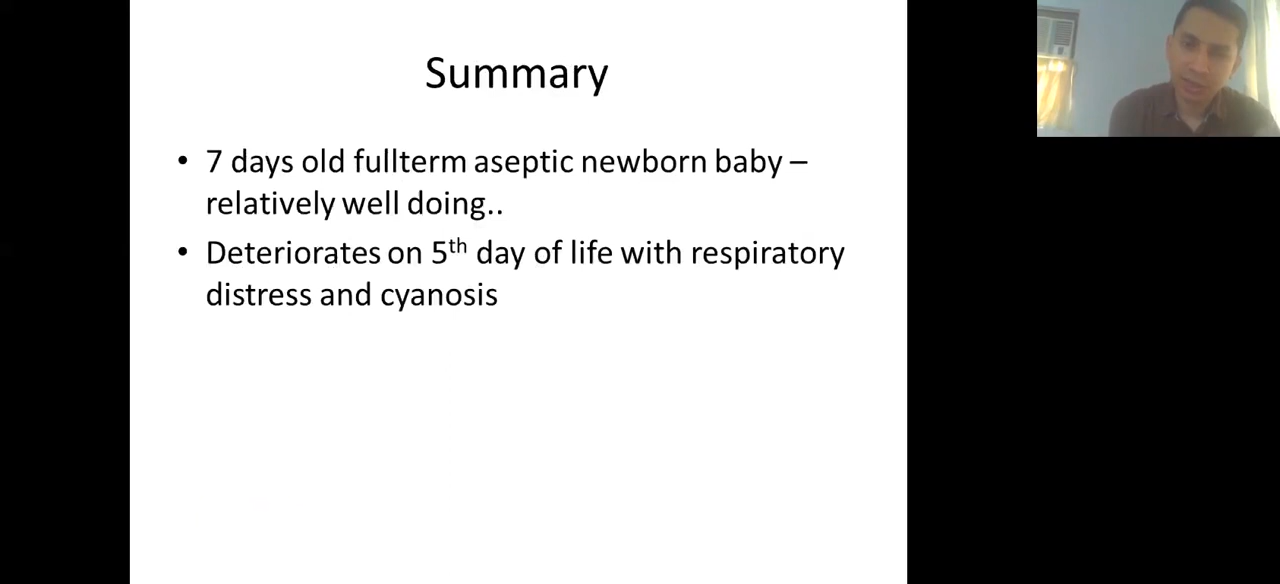 Summary
• 7 days old fullterm aseptic newborn baby –
relatively well doing..
• Deteriorates on 5th day of life with respiratory
distress and cyanosis